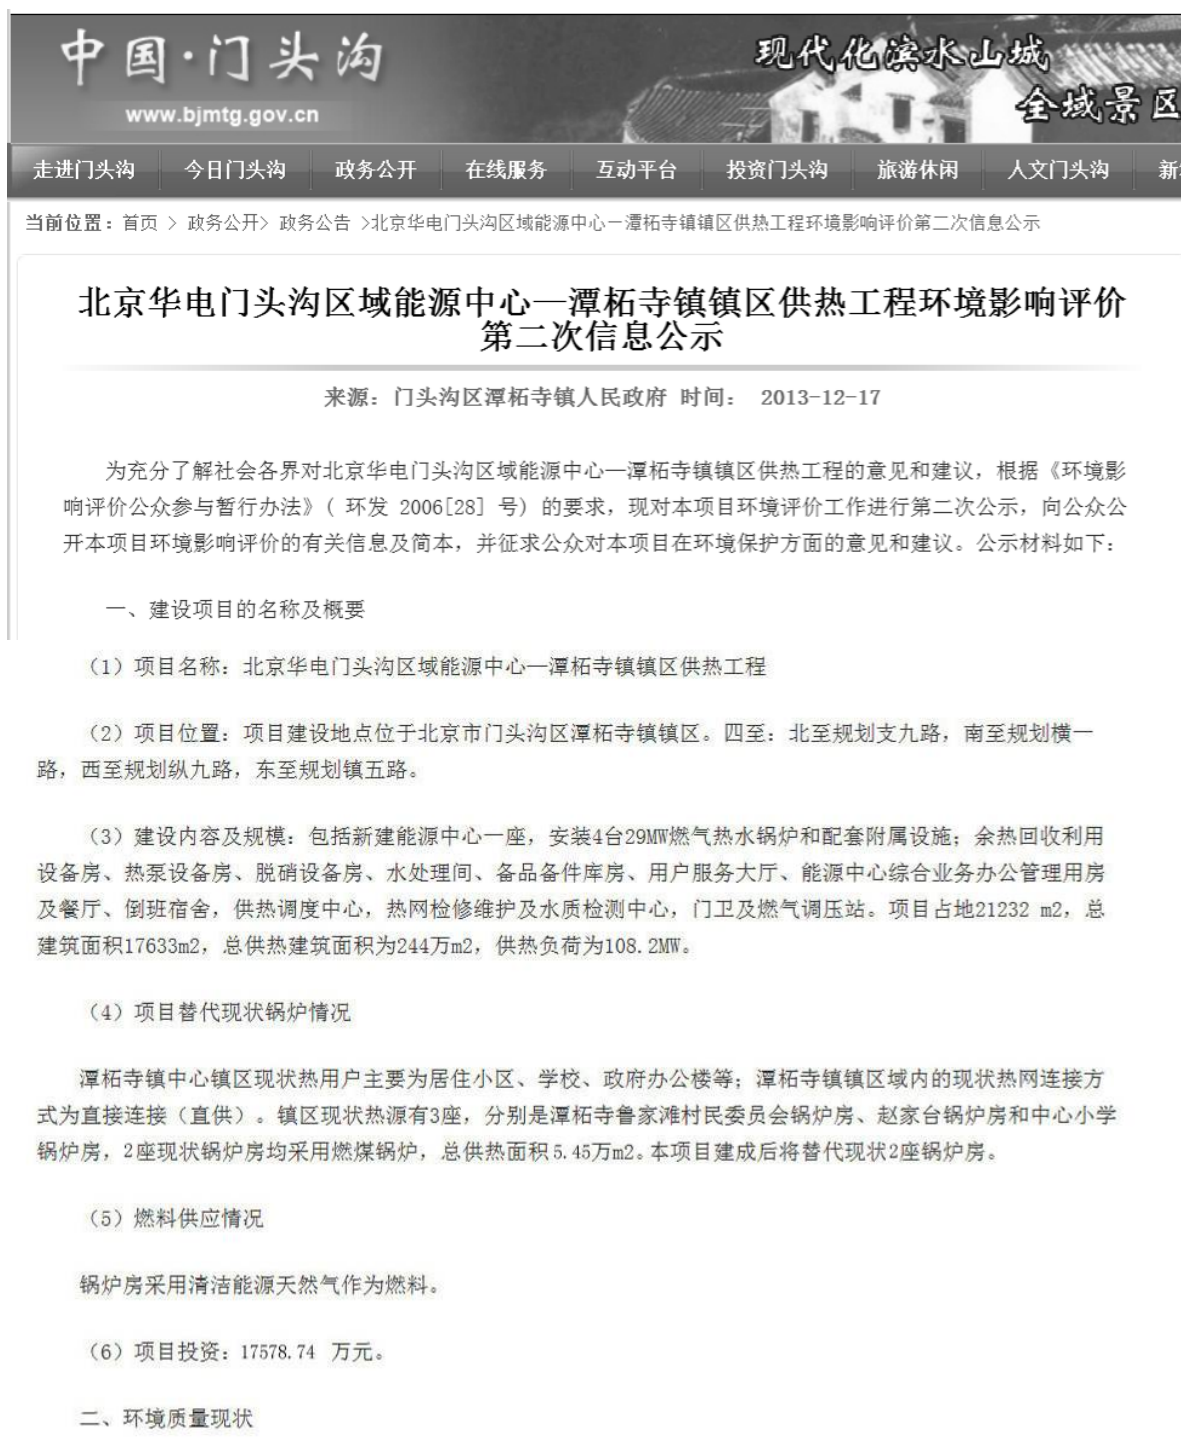 中国·门头沟
www.bjmtg.gov.cn
现代化滨水山城
全域景区
走进门头沟 今日门头沟 政务公开 在线服务 互动平台 投资门头沟 旅游休闲 人文门头沟 新
当前位置：首页 > 政务公开> 政务公告 >北京华电门头沟区域能源中心—潭柘寺镇镇区供热工程环境影响评价第二次信息公示
北京华电门头沟区域能源中心—潭柘寺镇镇区供热工程环境影响评价
第二次信息公示
来源：门头沟区潭柘寺镇人民政府 时间： 2013-12-17
为充分了解社会各界对北京华电门头沟区域能源中心—潭柘寺镇镇区供热工程的意见和建议，根据《环境影
响评价公众参与暂行办法》( 环发 2006[28] 号) 的要求，现对本项目环境评价工作进行第二次公示，向公众公
开本项目环境影响评价的有关信息及简本，并征求公众对本项目在环境保护方面的意见和建议。公示材料如下：
一、建设项目的名称及概要
（1）项目名称：北京华电门头沟区域能源中心—潭柘寺镇镇区供热工程
（2）项目位置：项目建设地点位于北京市门头沟区潭柘寺镇镇区。四至：北至规划支九路，南至规划横一
路，西至规划纵九路，东至规划镇五路。
（3）建设内容及规模：包括新建能源中心一座，安装4台29MW燃气热水锅炉和配套附属设施；余热回收利用
设备房、热泵设备房、脱硝设备房、水处理间、备品备件库房、用户服务大厅、能源中心综合业务办公管理用房
及餐厅、倒班宿舍，供热调度中心，热网检修维护及水质检测中心，门卫及燃气调压站。项目占地21232 m2，总
建筑面积17633m2，总供热建筑面积为244万m2，供热负荷为108.2MW。
（4）项目替代现状锅炉情况
潭柘寺镇中心镇区现状热用户主要为居住小区、学校、政府办公楼等；潭柘寺镇镇区域内的现状热网连接方
式为直接连接（直供）。镇区现状热源有3座，分别是潭柘寺鲁家滩村民委员会锅炉房、赵家台锅炉房和中心小学
锅炉房，2座现状锅炉房均采用燃煤锅炉，总供热面积5.45万m2。本项目建成后将替代现状2座锅炉房。
（5）燃料供应情况
锅炉房采用清洁能源天然气作为燃料。
（6）项目投资：17578.74 万元。
二、环境质量现状